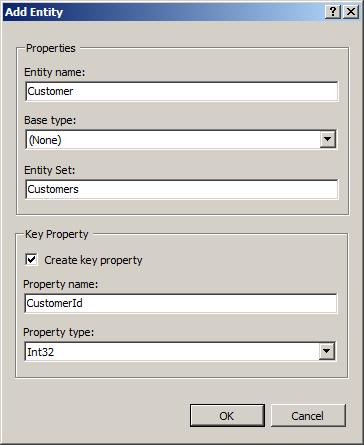 Add Entity
Properties
Entity name:
Customer
Base type:
(None)
Entity Set:
Customers
Key Property
Create key property
Property name:
CustomerId
Property type:
Int32
OK Cancel